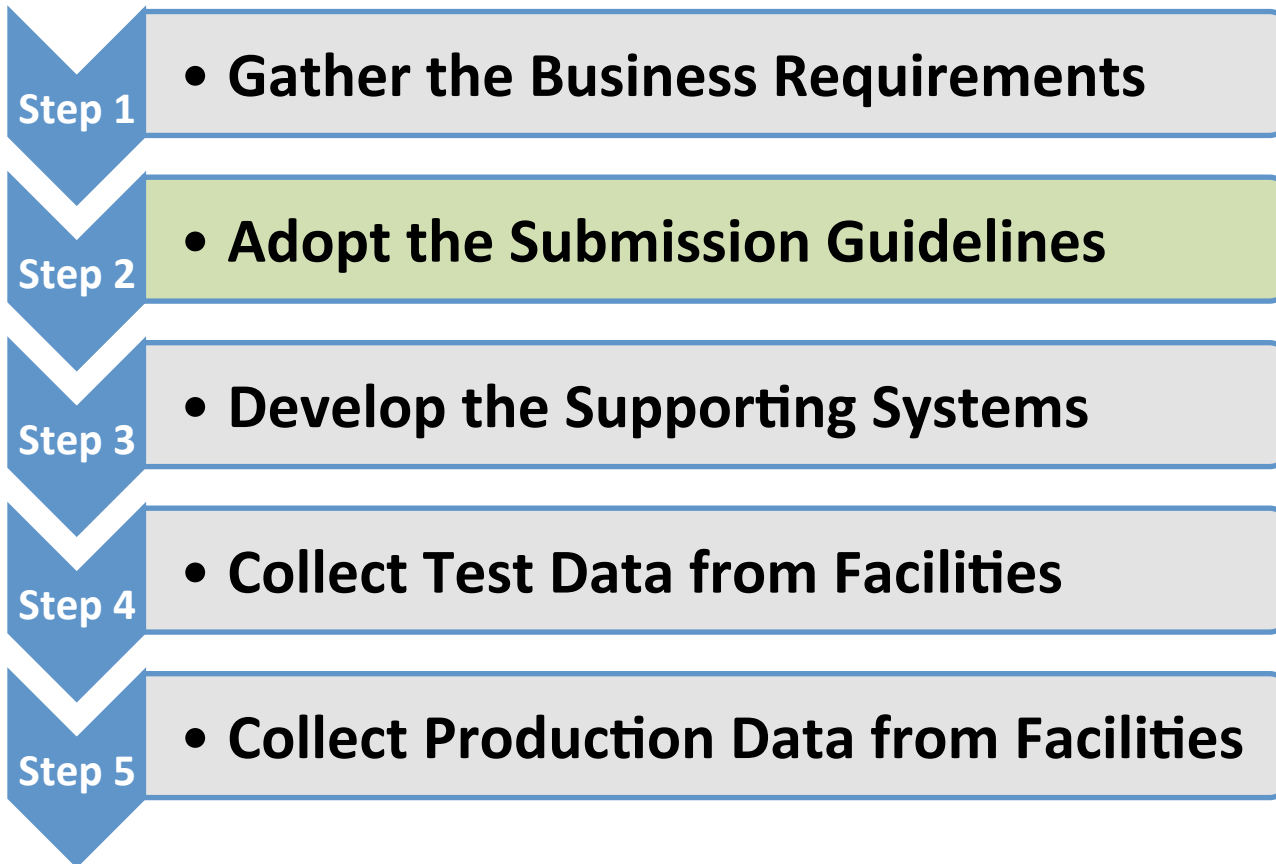 Step 1
• Gather the Business Requirements
Step 2
• Adopt the Submission Guidelines
Step 3
• Develop the Supporting Systems
Step 4
• Collect Test Data from Facilities
Step 5
• Collect Production Data from Facilities